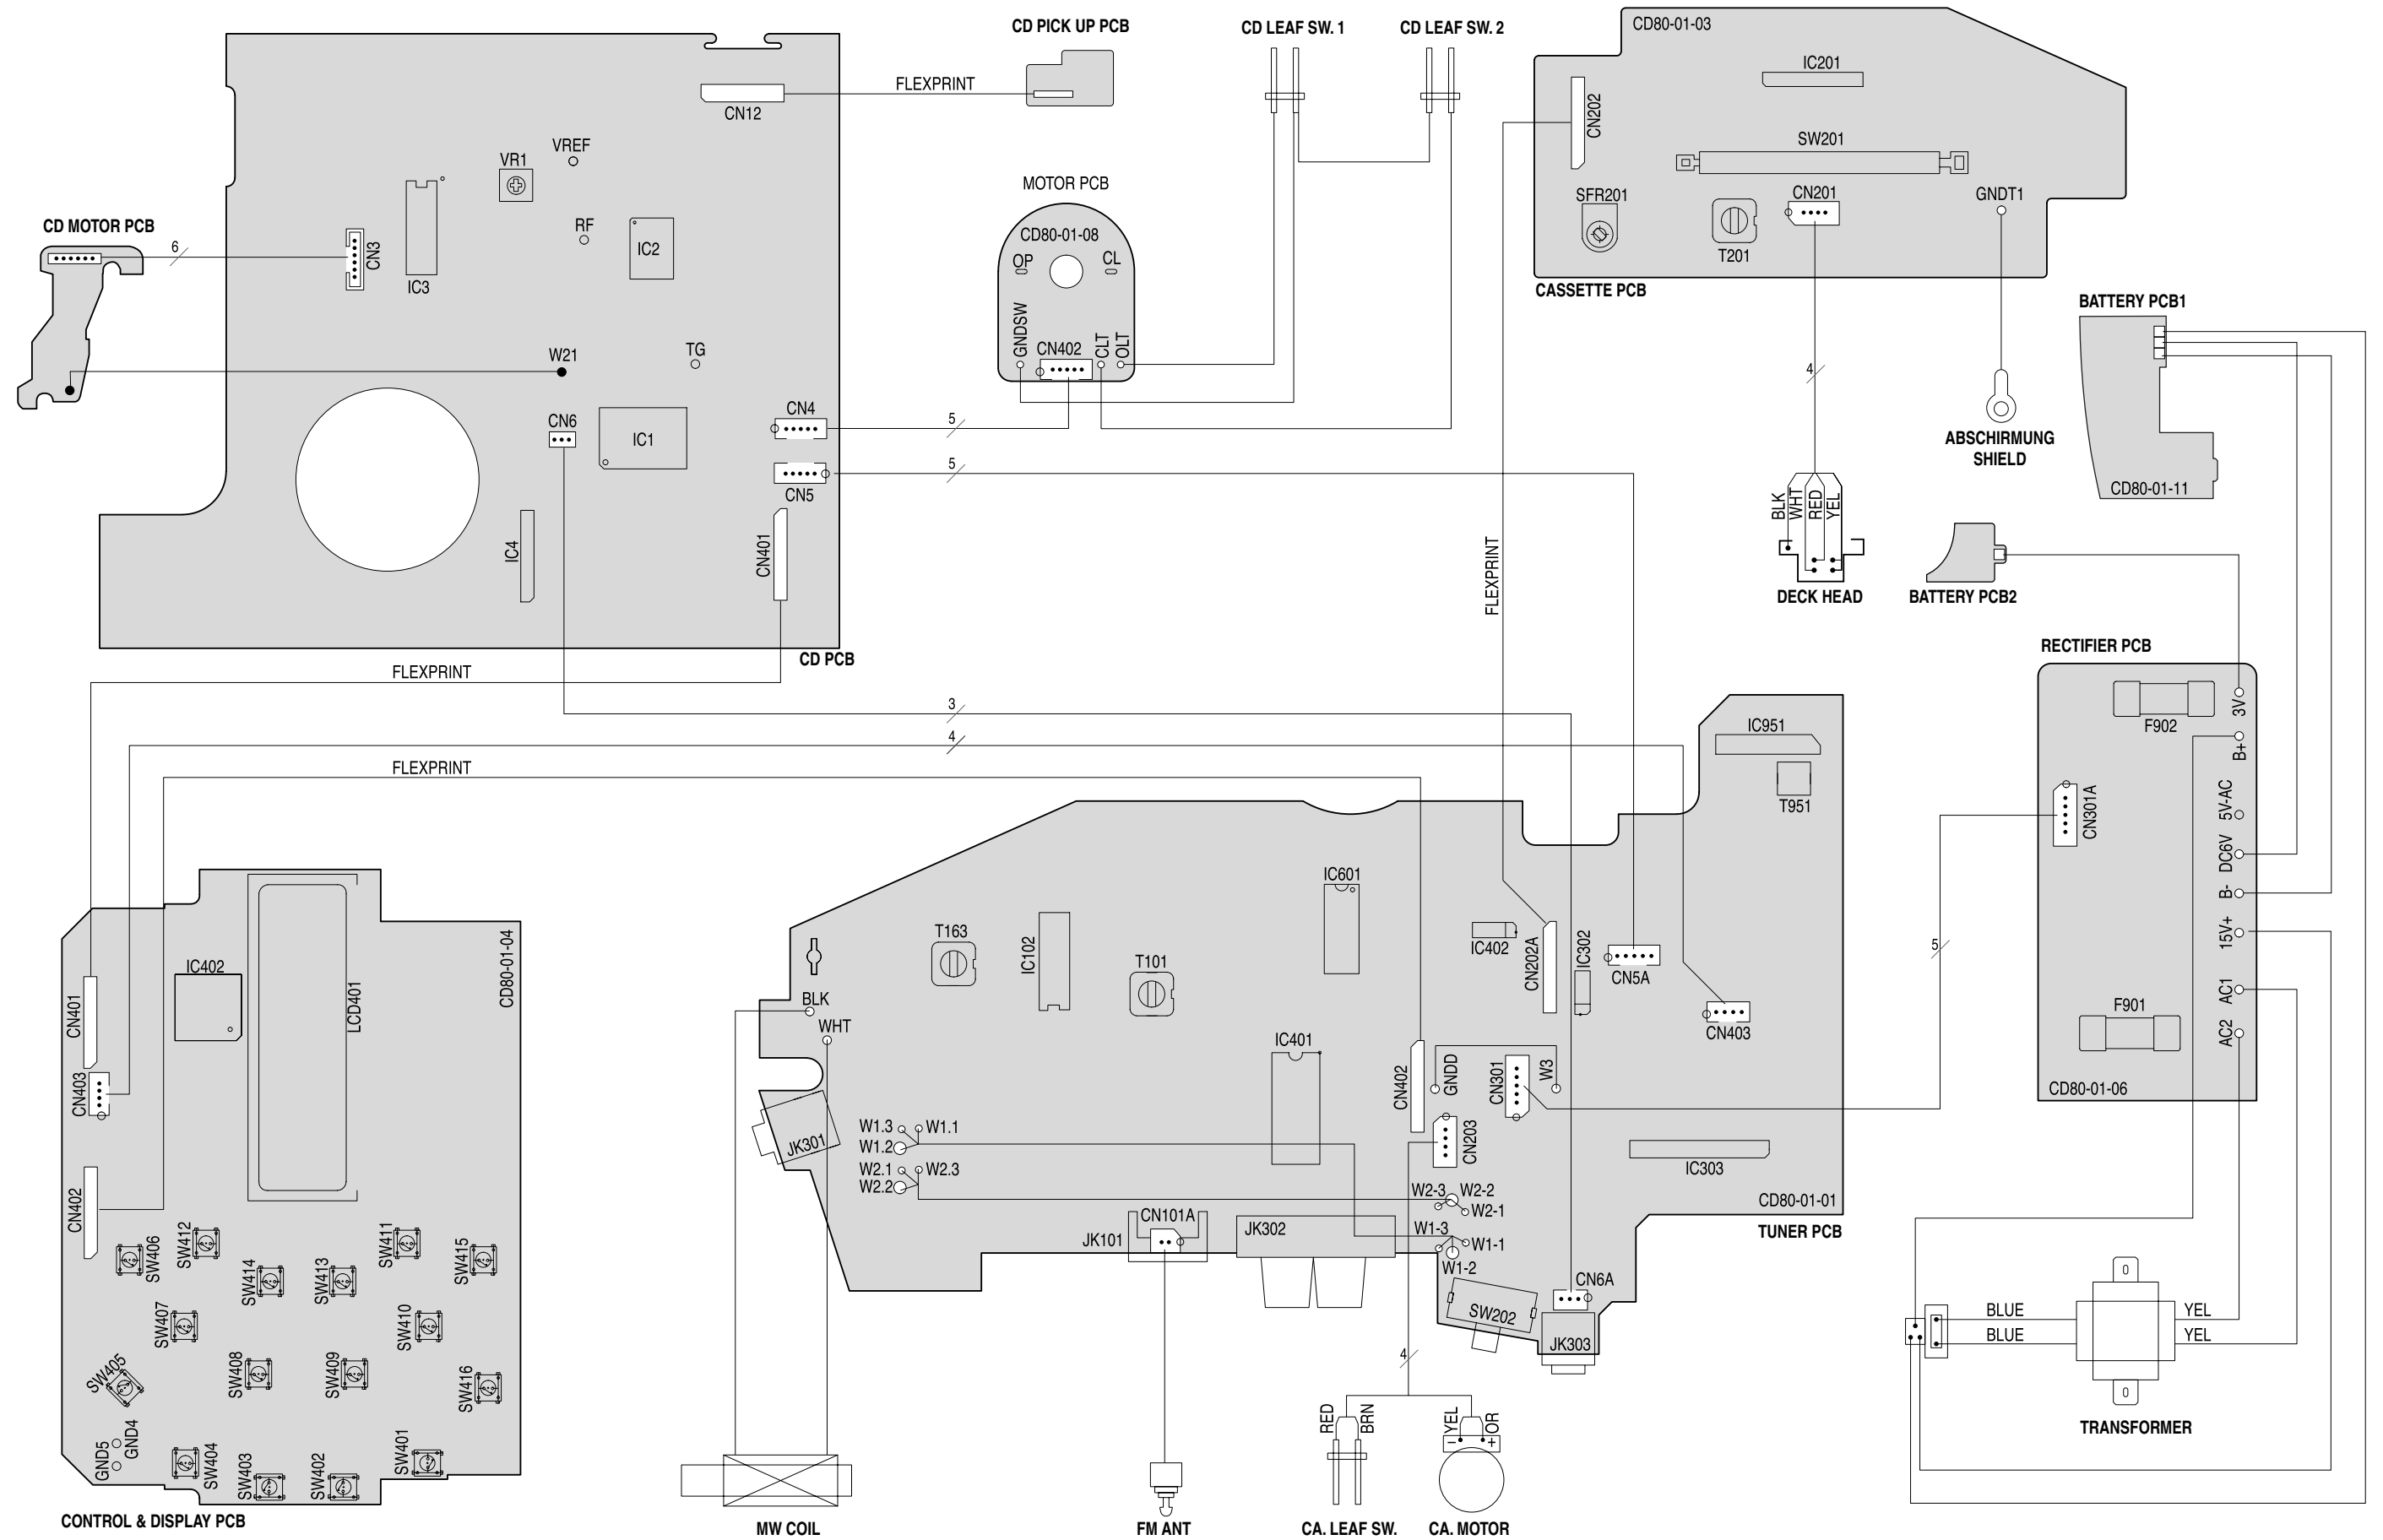 CD PICK UP PCB
CD LEAF SW. 1
CD LEAF SW. 2
CD80-01-03
IC201
CN202
SW201
SFR201
T201
CN201
GNDT1
CASSETTE PCB
FLEXPRINT
CN12
VREF
VR1
RF
IC2
IC3
CN3
CD MOTOR PCB
6
W21
TG
CN6
IC1
CN4
5
CN5
5
IC4
CN401
CD PCB
MOTOR PCB
CD80-01-08
OP
CL
GNDSW
CN402
CLT
OLT
4
ABSCHIRMUNG
SHIELD
BLK
WHT
RED
YEL
DECK HEAD
BATTERY PCB1
CD80-01-11
BATTERY PCB2
FLEXPRINT
FLEXPRINT
3
4
FLEXPRINT
RECTIFIER PCB
F902
3V
B+
CN301A
5V-AC
DC6V
B-
15V+
AC1
AC2
F901
CD80-01-06
5
CD80-01-04
IC402
LCD401
CN401
CN403
CN402
SW406
SW412
SW414
SW413
SW411
SW415
SW407
SW410
SW405
SW408
SW409
SW416
GND5
GND4
SW404
SW403
SW402
SW401
CONTROL & DISPLAY PCB
IC951
T951
IC601
T163
IC102
T101
IC402
CN202A
IC302
CN5A
CN403
BLK
WHT
IC401
CN402
GNDD
CN301
W3
JK301
W1.3
W1.1
W1.2
W2.1
W2.3
W2.2
CN203
IC303
CD80-01-01
TUNER PCB
W2-3
W2-2
W2-1
W1-3
W1-1
W1-2
CN101A
JK101
JK302
CN6A
SW202
JK303
4
RED
BRN
YEL
OR
−
+
MW COIL
FM ANT
CA. LEAF SW.
CA. MOTOR
0
BLUE
YEL
BLUE
YEL
0
TRANSFORMER